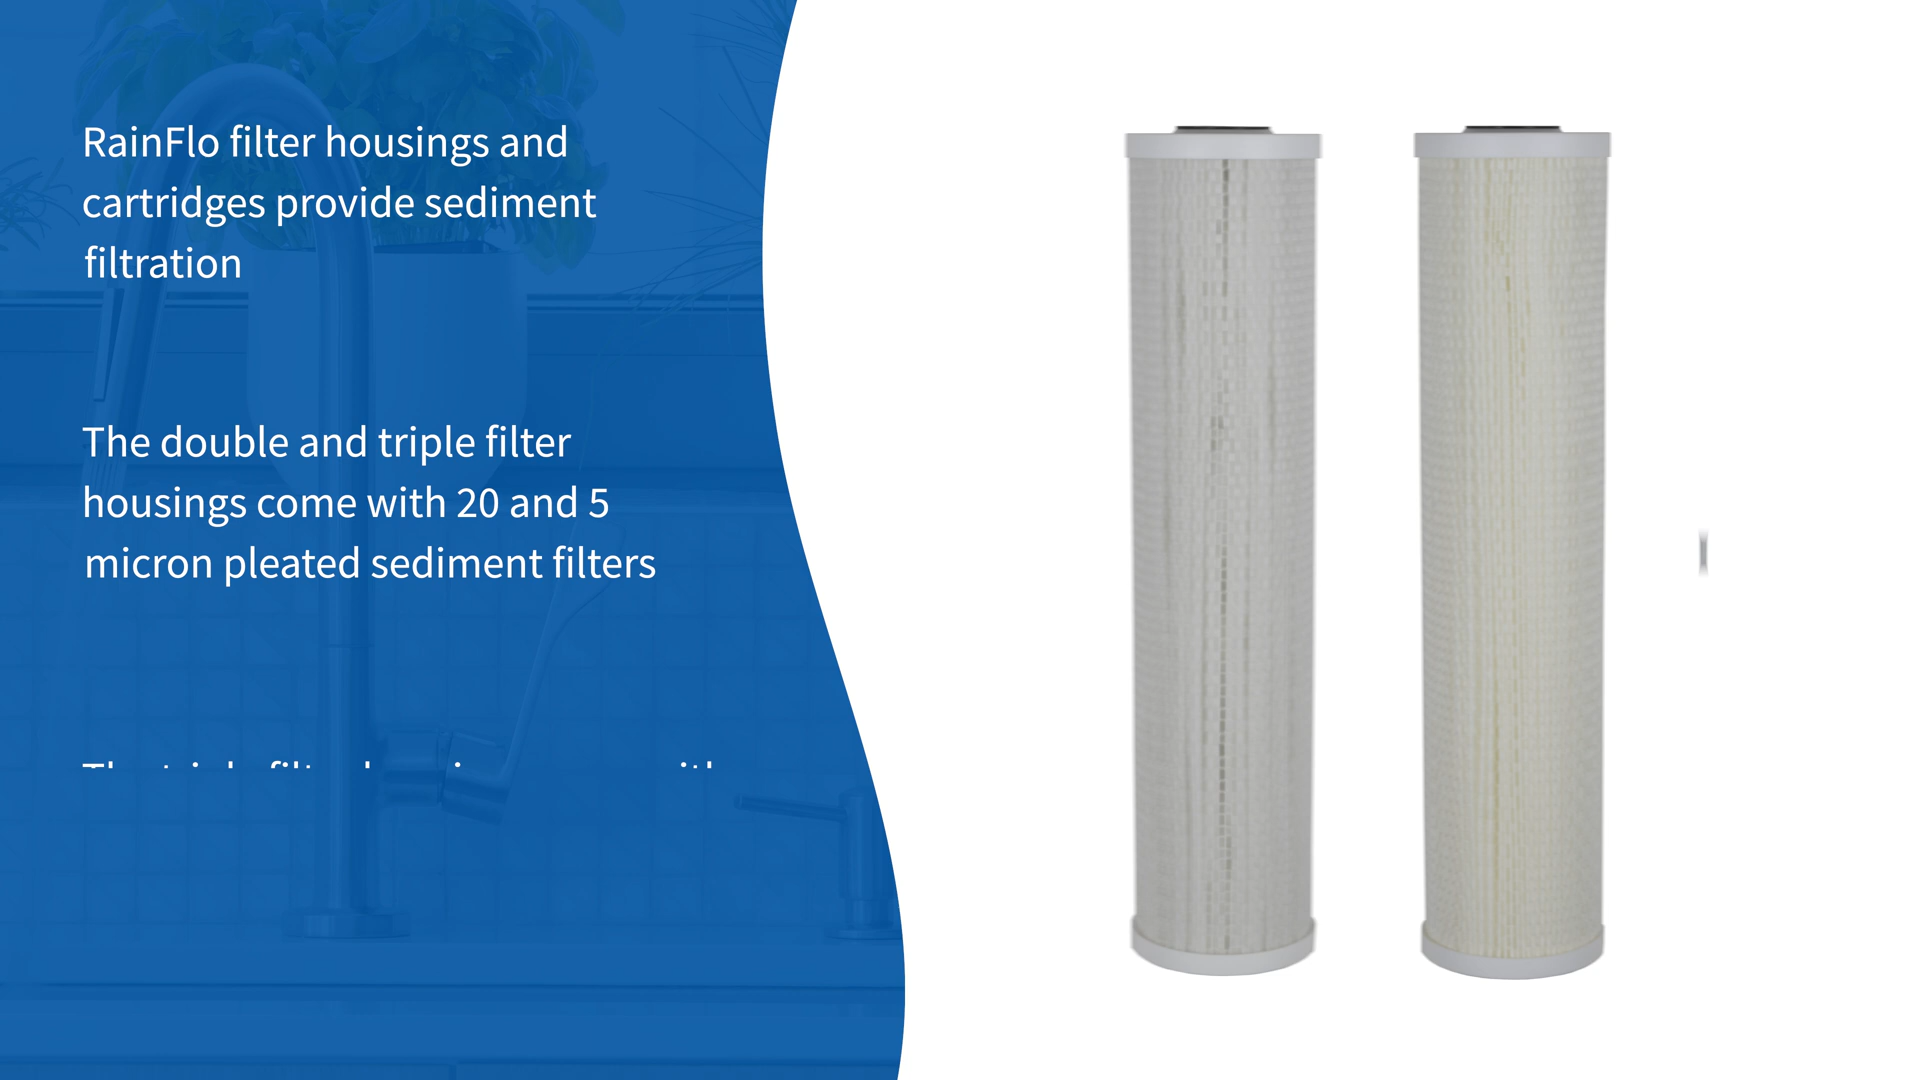 RainFlo filter housings and
cartridges provide sediment
filtration
The double and triple filter
housings come with 20 and 5
micron pleated sediment filters